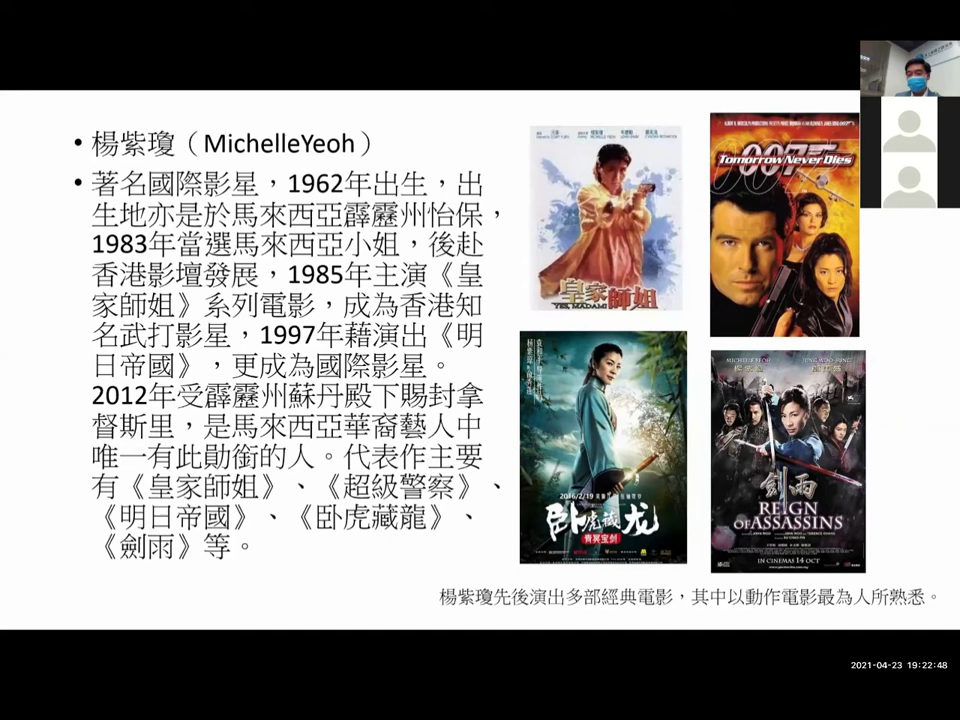 • 楊紫瓊（MichelleYeoh）
• 著名國際影星，1962年出生，出
生地亦是於馬來西亞霹靂州怡保，
1983年當選馬來西亞小姐，後赴
香港影壇發展，1985年主演《皇
家師姐》系列電影，成為香港知
名武打影星，1997年藉演出《明
日帝國》，更成為國際影星。
2012年受霹靂州蘇丹殿下賜封拿
督斯里，是馬來西亞華裔藝人中
唯一有此勛銜的人。代表作主要
有《皇家師姐》、《超級警察》、
《明日帝國》、《卧虎藏龍》、
《劍雨》等。
皇家師姐
YES, MADAM!
007
TOMORROW NEVER DIES
2016/2/19
卧虎藏龙
青冥宝剑
MICHELLE YEOH
JUNG WOO-SUNG
劍雨
REIGN
OF ASSASSINS
IN CINEMAS 14 OCT
楊紫瓊先後演出多部經典電影，其中以動作電影最為人所熟悉。
2021-04-23 19:22:48